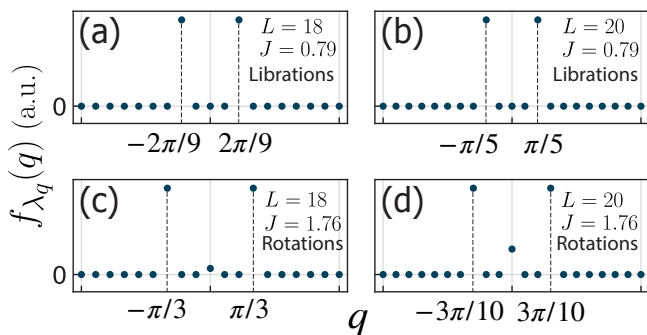 f_{λ_q}(q) (a.u.)
(a)
L = 18
J = 0.79
Librations
0
−2π/9 2π/9
(b)
L = 20
J = 0.79
Librations
−π/5 π/5
(c)
L = 18
J = 1.76
Rotations
0
−π/3 π/3
(d)
L = 20
J = 1.76
Rotations
−3π/10 3π/10
q